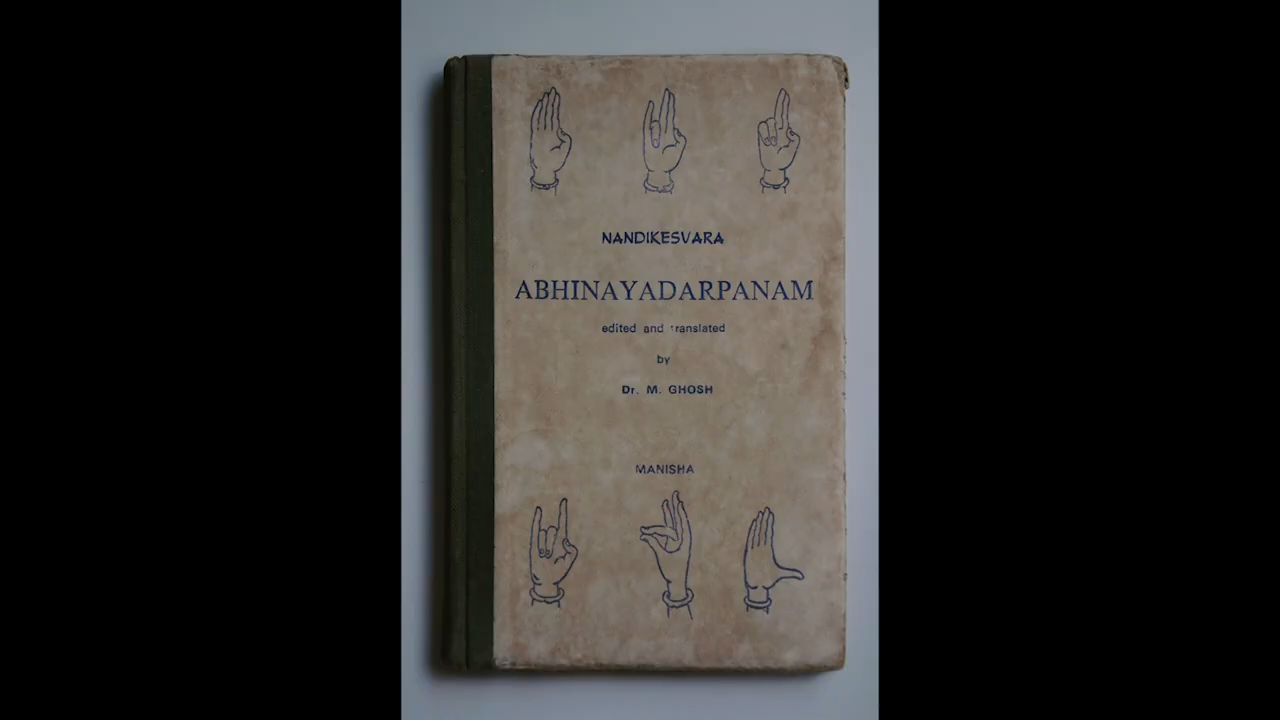 NANDIKESVARA
ABHINAYADARPANAM
edited and translated
by
Dr. M. GHOSH
MANISHA